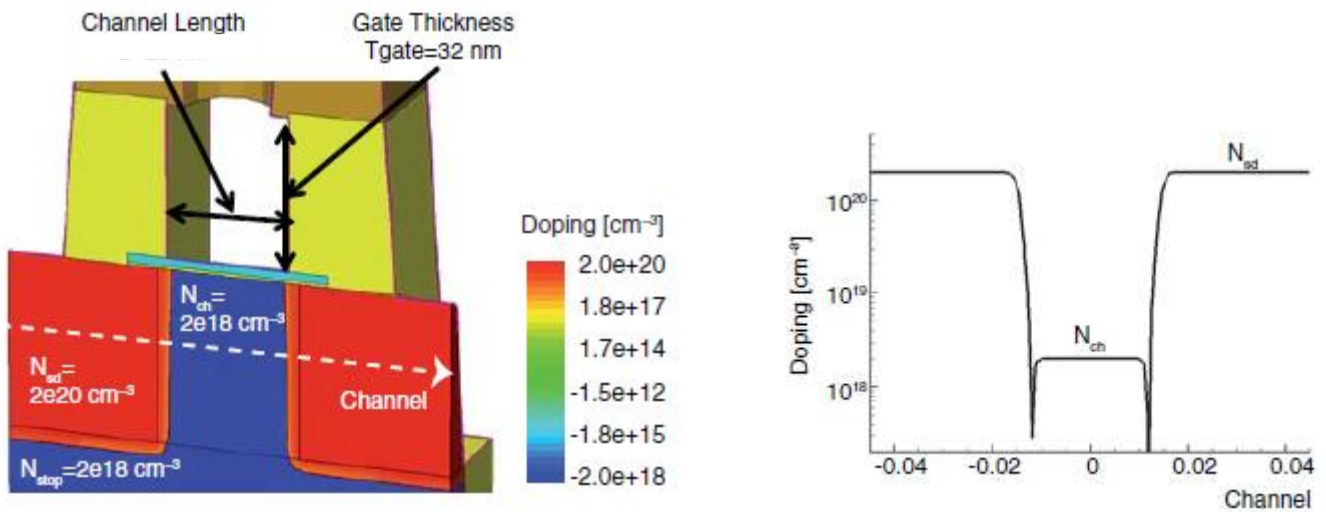 Channel Length
Gate Thickness
Tgate=32 nm
Doping [cm⁻³]
2.0e+20
1.8e+17
1.7e+14
-1.5e+12
-1.8e+15
-2.0e+18
N_ch=
2e18 cm⁻³
N_sd=
2e20 cm⁻³
Channel
N_stop=2e18 cm⁻³
Doping [cm⁻³]
10²⁰
10¹⁹
10¹⁸
N_sd
N_ch
-0.04
-0.02
0
0.02
0.04
Channel